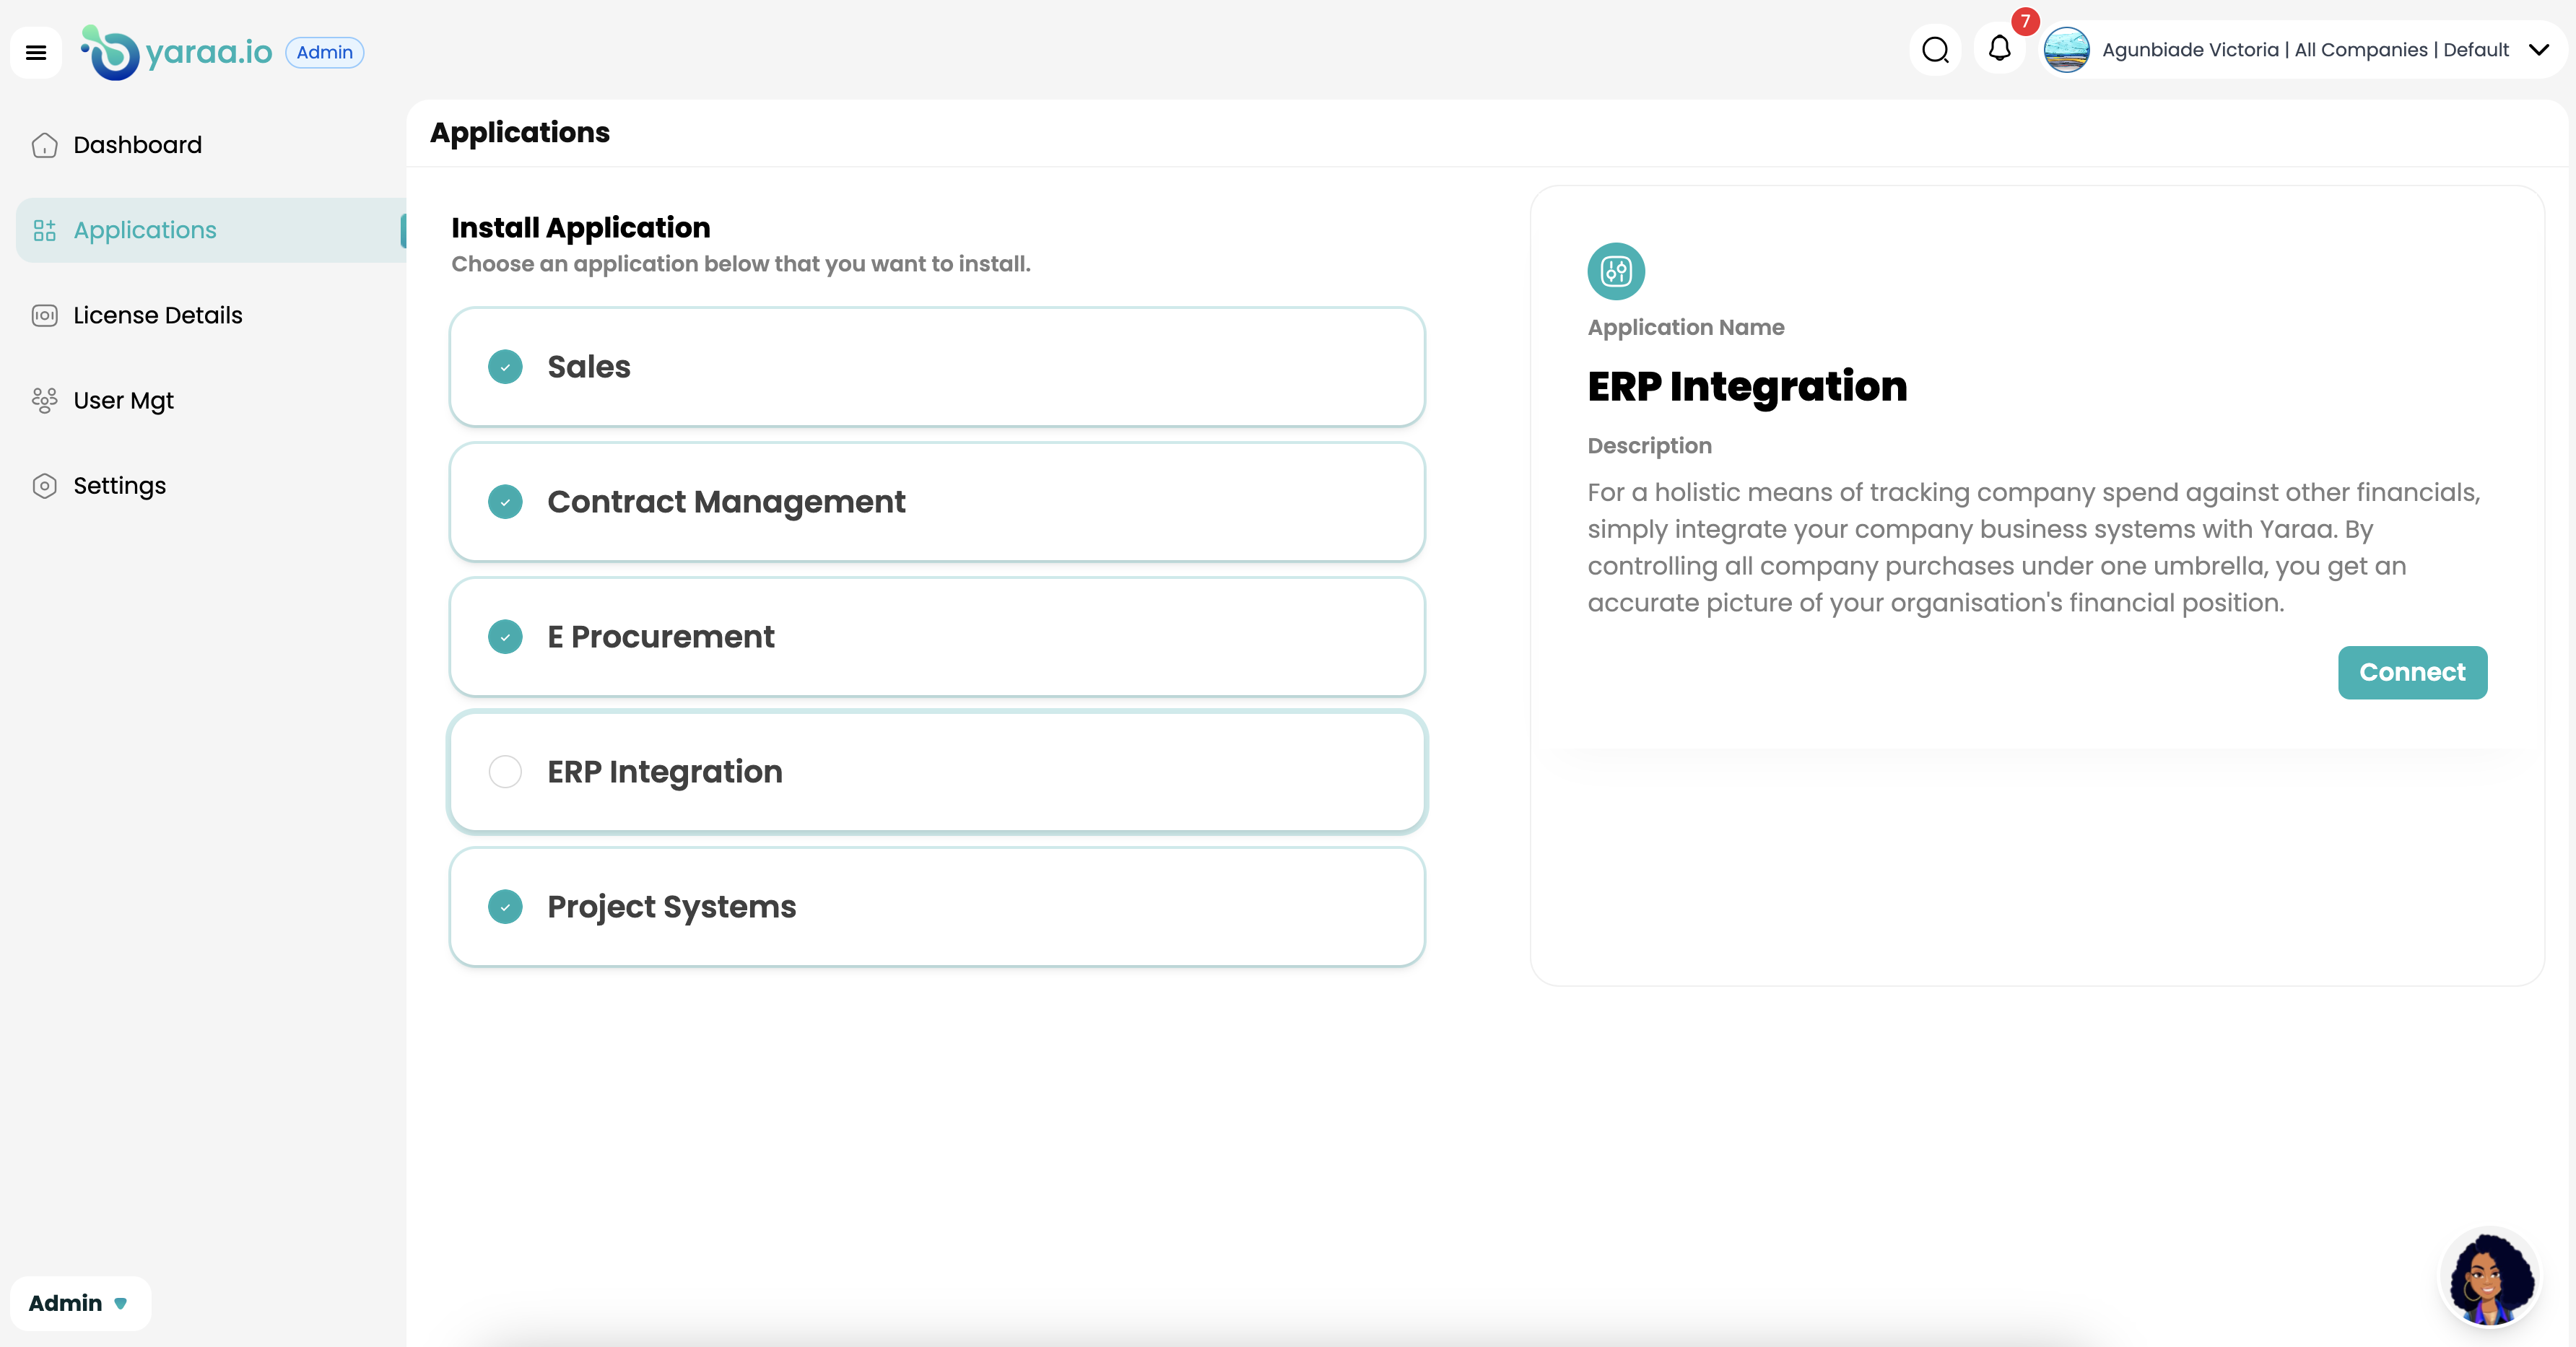 yaraa.io
Admin
7
Agunbiade Victoria | All Companies | Default
Dashboard
Applications
License Details
User Mgt
Settings
Admin
Applications
Install Application
Choose an application below that you want to install.
Sales
Contract Management
E Procurement
ERP Integration
Project Systems
Application Name
ERP Integration
Description
For a holistic means of tracking company spend against other financials,
simply integrate your company business systems with Yaraa. By
controlling all company purchases under one umbrella, you get an
accurate picture of your organisation's financial position.
Connect